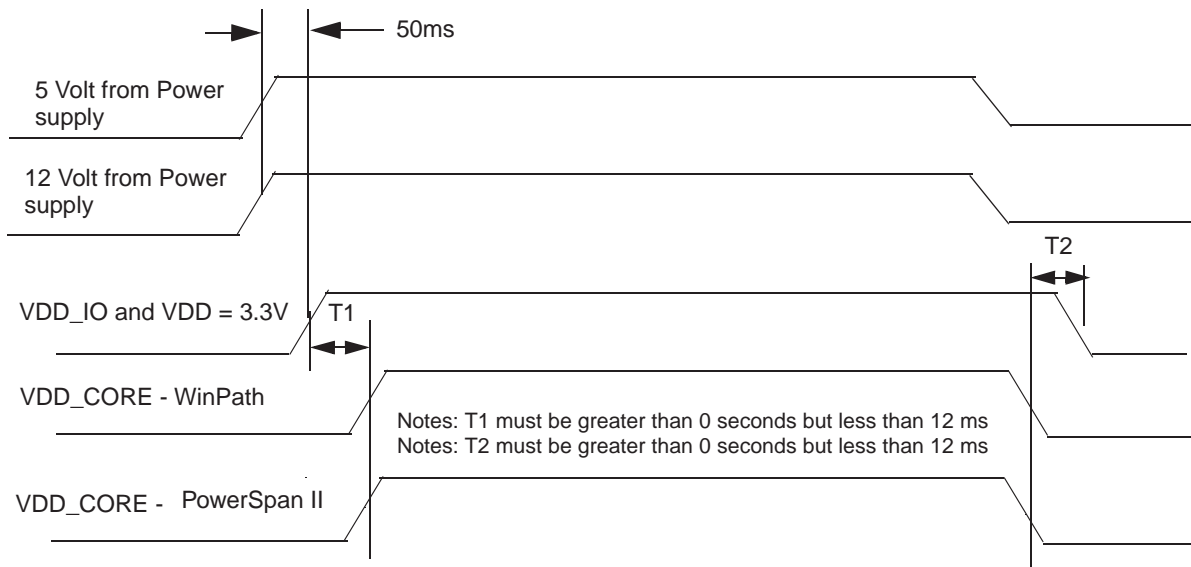 50ms
5 Volt from Power
supply
12 Volt from Power
supply
T2
VDD_IO and VDD = 3.3V
T1
VDD_CORE - WinPath
Notes: T1 must be greater than 0 seconds but less than 12 ms
Notes: T2 must be greater than 0 seconds but less than 12 ms
VDD_CORE - PowerSpan II